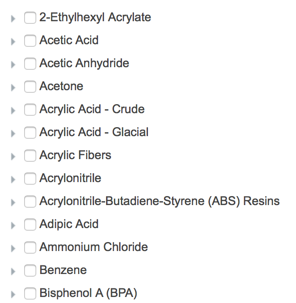 2-Ethylhexyl Acrylate
Acetic Acid
Acetic Anhydride
Acetone
Acrylic Acid - Crude
Acrylic Acid - Glacial
Acrylic Fibers
Acrylonitrile
Acrylonitrile-Butadiene-Styrene (ABS) Resins
Adipic Acid
Ammonium Chloride
Benzene
Bisphenol A (BPA)